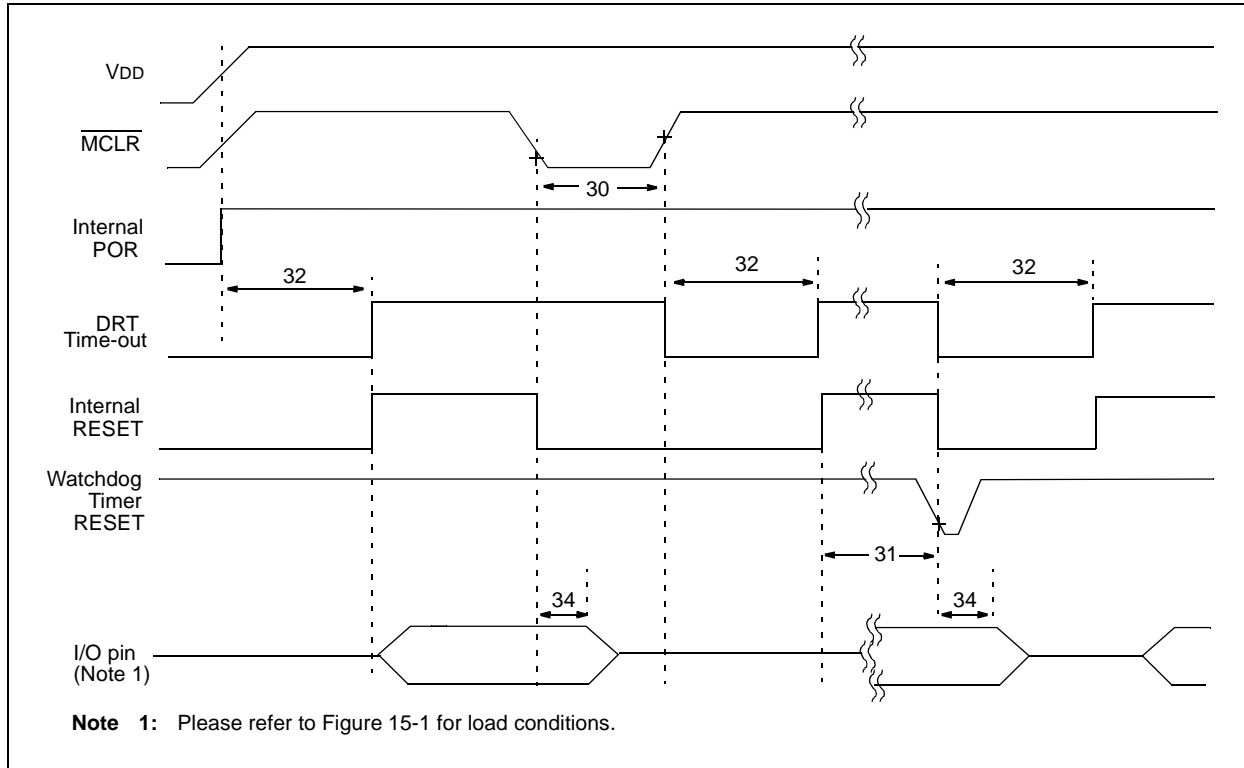 VDD
MCLR
30
Internal
POR
32
32
32
DRT
Time-out
Internal
RESET
Watchdog
Timer
RESET
31
34
34
I/O pin
(Note 1)
Note 1: Please refer to Figure 15-1 for load conditions.